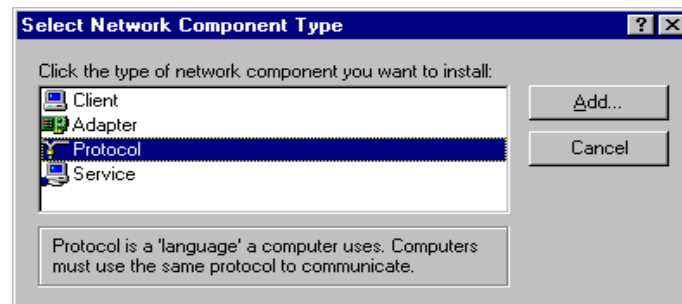 Select Network Component Type
Click the type of network component you want to install:
Client
Adapter
Protocol
Service
Add...
Cancel
Protocol is a 'language' a computer uses. Computers
must use the same protocol to communicate.